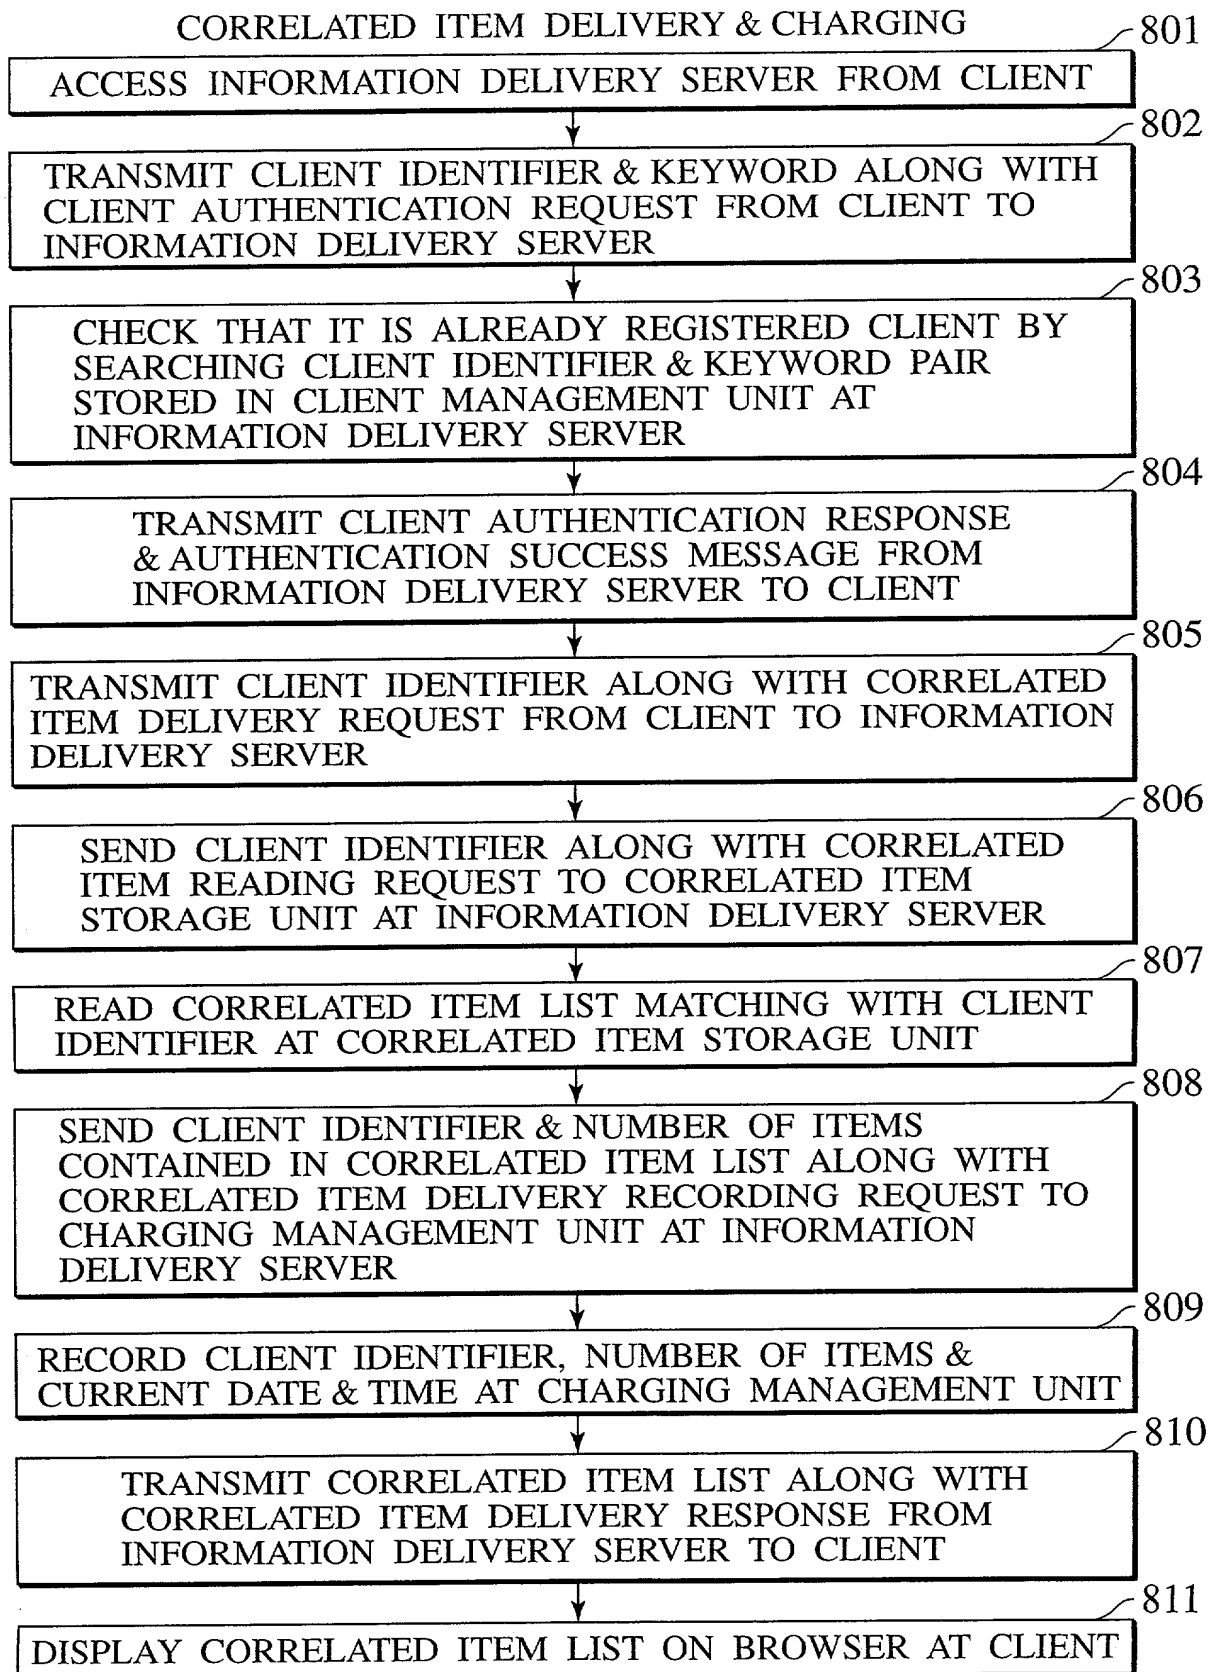 CORRELATED ITEM DELIVERY & CHARGING
801
ACCESS INFORMATION DELIVERY SERVER FROM CLIENT
802
TRANSMIT CLIENT IDENTIFIER & KEYWORD ALONG WITH
CLIENT AUTHENTICATION REQUEST FROM CLIENT TO
INFORMATION DELIVERY SERVER
803
CHECK THAT IT IS ALREADY REGISTERED CLIENT BY
SEARCHING CLIENT IDENTIFIER & KEYWORD PAIR
STORED IN CLIENT MANAGEMENT UNIT AT
INFORMATION DELIVERY SERVER
804
TRANSMIT CLIENT AUTHENTICATION RESPONSE
& AUTHENTICATION SUCCESS MESSAGE FROM
INFORMATION DELIVERY SERVER TO CLIENT
805
TRANSMIT CLIENT IDENTIFIER ALONG WITH CORRELATED
ITEM DELIVERY REQUEST FROM CLIENT TO INFORMATION
DELIVERY SERVER
806
SEND CLIENT IDENTIFIER ALONG WITH CORRELATED
ITEM READING REQUEST TO CORRELATED ITEM
STORAGE UNIT AT INFORMATION DELIVERY SERVER
807
READ CORRELATED ITEM LIST MATCHING WITH CLIENT
IDENTIFIER AT CORRELATED ITEM STORAGE UNIT
808
SEND CLIENT IDENTIFIER & NUMBER OF ITEMS
CONTAINED IN CORRELATED ITEM LIST ALONG WITH
CORRELATED ITEM DELIVERY RECORDING REQUEST TO
CHARGING MANAGEMENT UNIT AT INFORMATION
DELIVERY SERVER
809
RECORD CLIENT IDENTIFIER, NUMBER OF ITEMS &
CURRENT DATE & TIME AT CHARGING MANAGEMENT UNIT
810
TRANSMIT CORRELATED ITEM LIST ALONG WITH
CORRELATED ITEM DELIVERY RESPONSE FROM
INFORMATION DELIVERY SERVER TO CLIENT
811
DISPLAY CORRELATED ITEM LIST ON BROWSER AT CLIENT